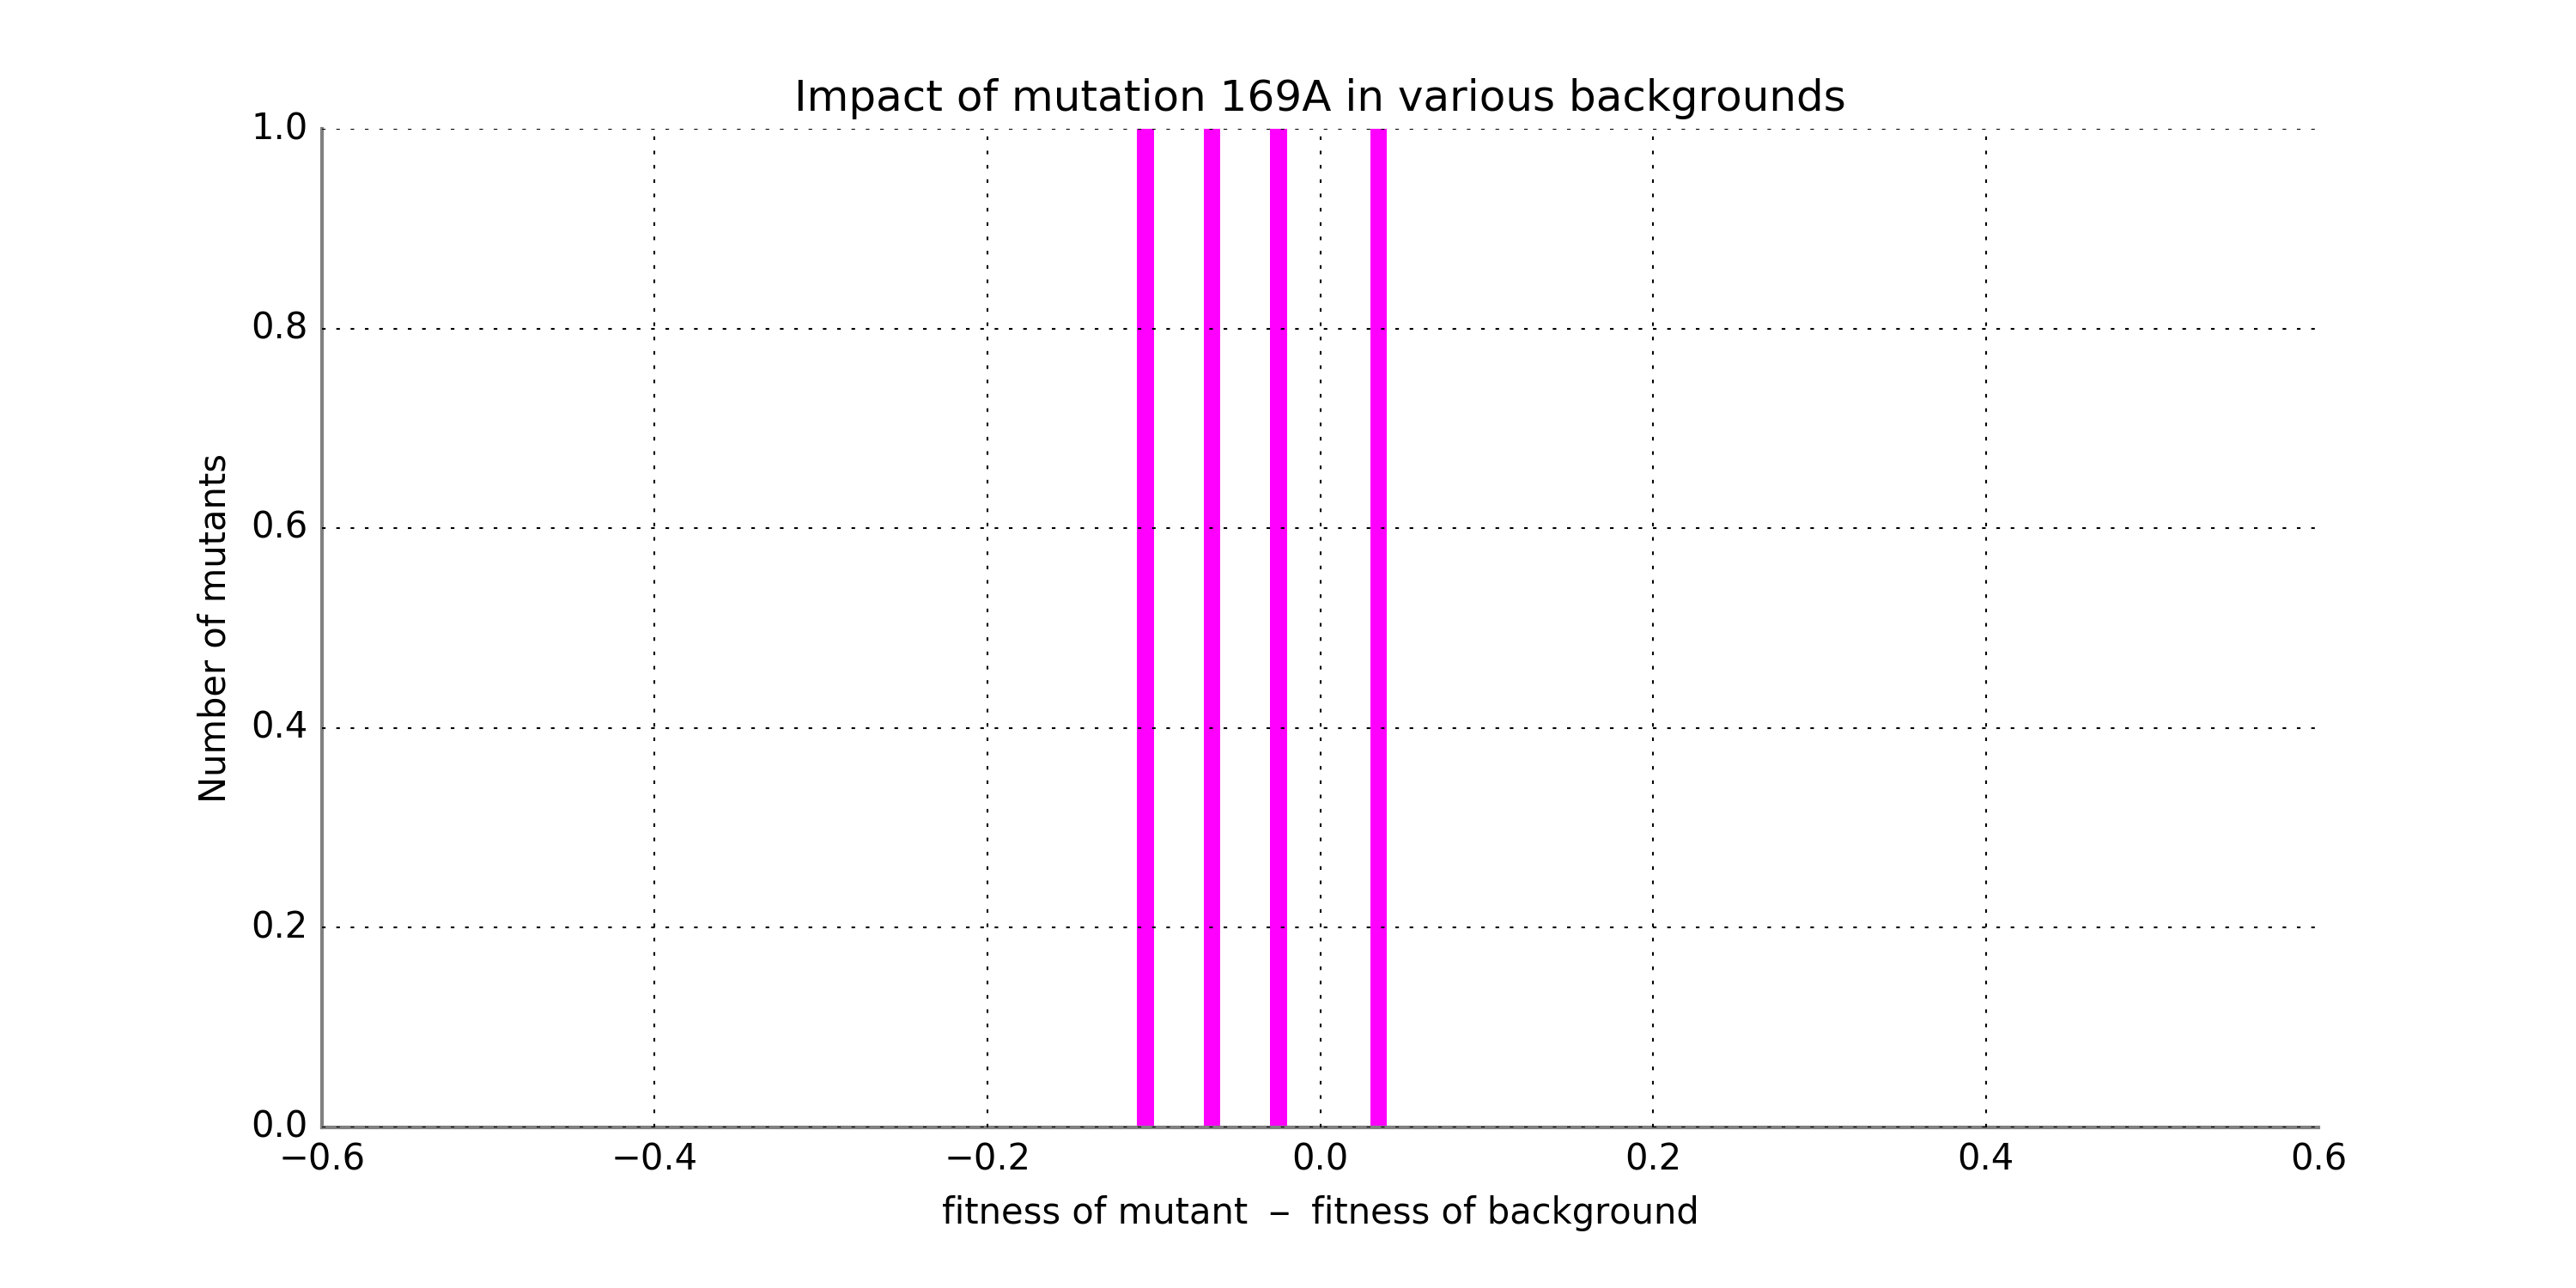 Impact of mutation 169A in various backgrounds
1.0
0.8
0.6
0.4
0.2
0.0
Number of mutants
−0.6 −0.4 −0.2 0.0 0.2 0.4 0.6
fitness of mutant – fitness of background